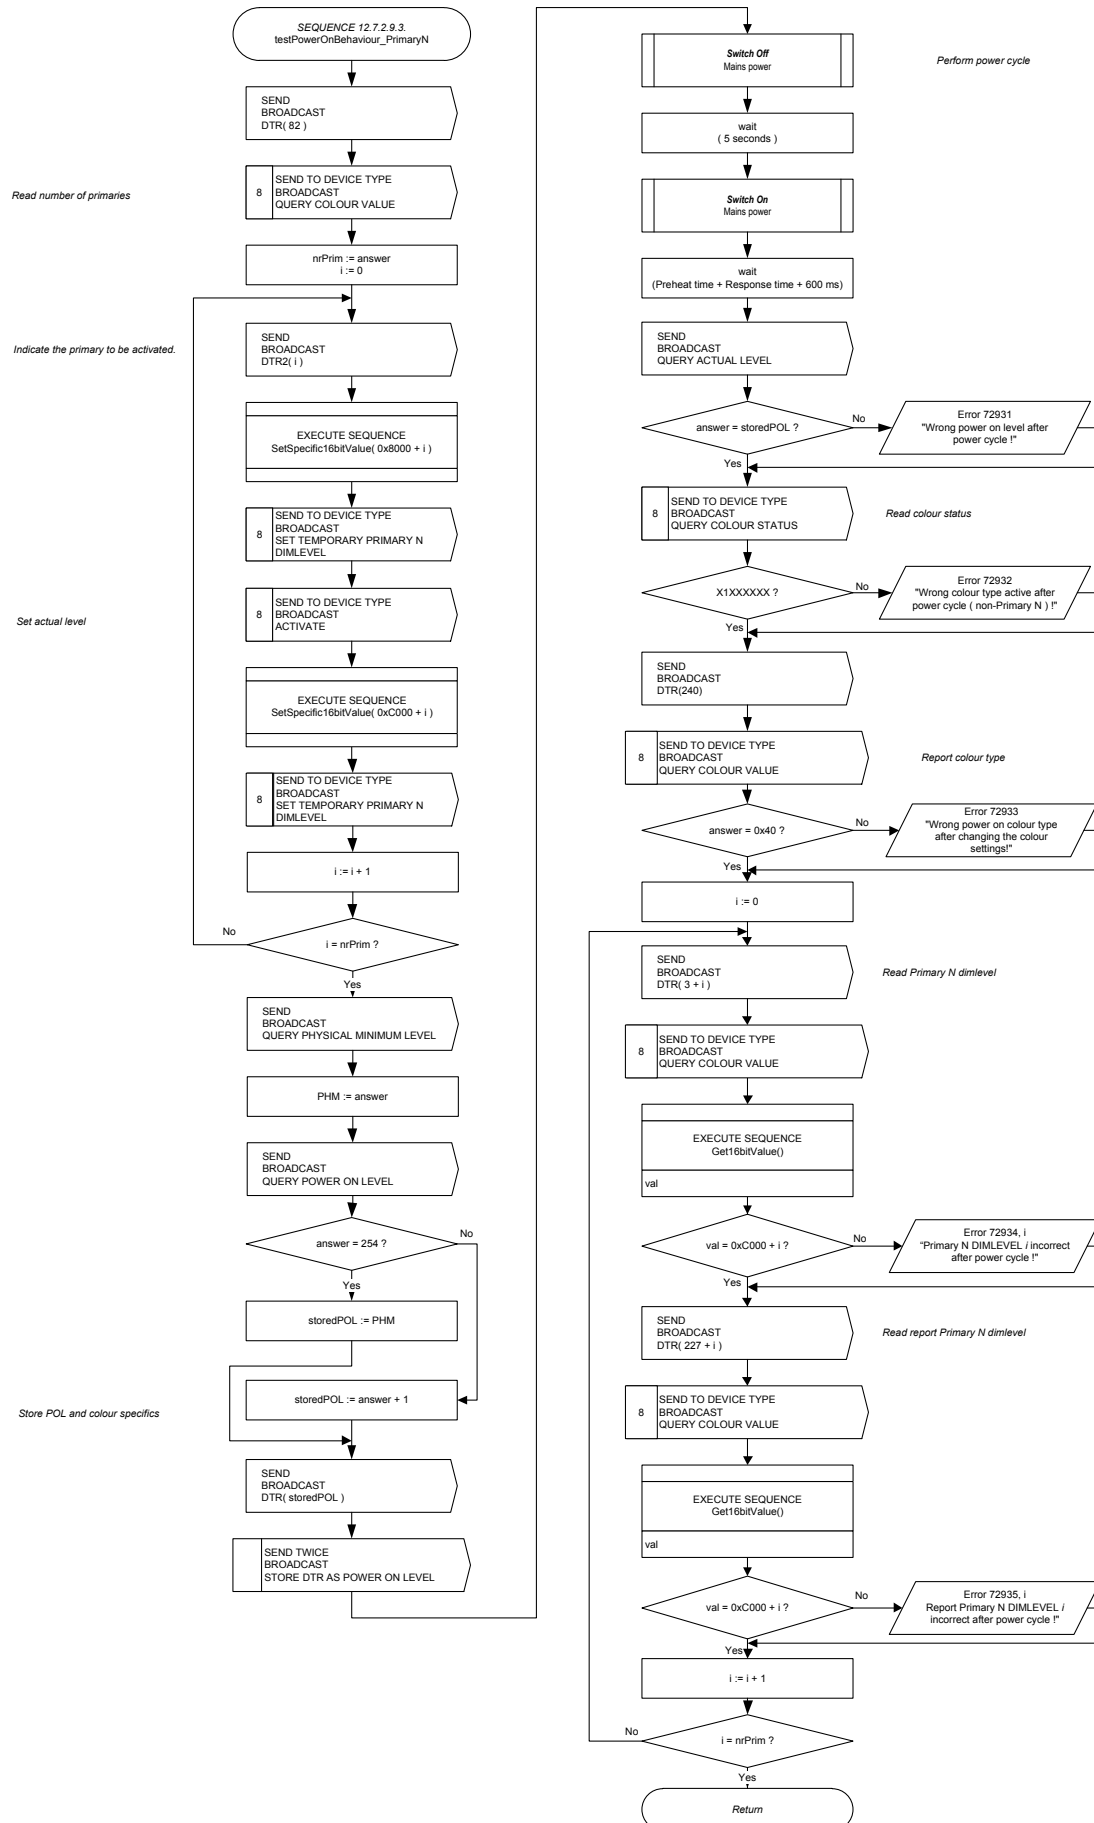 SEQUENCE 12.7.2.9.3.
testPowerOnBehaviour_PrimaryN
SEND
BROADCAST
DTR( 82 )
Read number of primaries
8
SEND TO DEVICE TYPE
BROADCAST
QUERY COLOUR VALUE
nrPrim := answer
i := 0
Indicate the primary to be activated.
SEND
BROADCAST
DTR2( i )
EXECUTE SEQUENCE
SetSpecific16bitValue( 0x8000 + i )
8
SEND TO DEVICE TYPE
BROADCAST
SET TEMPORARY PRIMARY N
DIMLEVEL
Set actual level
8
SEND TO DEVICE TYPE
BROADCAST
ACTIVATE
EXECUTE SEQUENCE
SetSpecific16bitValue( 0xC000 + i )
8
SEND TO DEVICE TYPE
BROADCAST
SET TEMPORARY PRIMARY N
DIMLEVEL
i := i + 1
No
i = nrPrim ?
Yes
SEND
BROADCAST
QUERY PHYSICAL MINIMUM LEVEL
PHM := answer
SEND
BROADCAST
QUERY POWER ON LEVEL
No
answer = 254 ?
Yes
storedPOL := PHM
storedPOL := answer + 1
Store POL and colour specifics
SEND
BROADCAST
DTR( storedPOL )
SEND TWICE
BROADCAST
STORE DTR AS POWER ON LEVEL
Switch Off
Mains power
Perform power cycle
wait
( 5 seconds )
Switch On
Mains power
wait
(Preheat time + Response time + 600 ms)
SEND
BROADCAST
QUERY ACTUAL LEVEL
answer = storedPOL ?
No
Error 72931
"Wrong power on level after
power cycle !"
Yes
8
SEND TO DEVICE TYPE
BROADCAST
QUERY COLOUR STATUS
Read colour status
X1XXXXXX ?
No
Error 72932
"Wrong colour type active after
power cycle ( non-Primary N ) !"
Yes
SEND
BROADCAST
DTR(240)
8
SEND TO DEVICE TYPE
BROADCAST
QUERY COLOUR VALUE
Report colour type
answer = 0x40 ?
No
Error 72933
"Wrong power on colour type
after changing the colour
settings!"
Yes
i := 0
SEND
BROADCAST
DTR( 3 + i )
Read Primary N dimlevel
8
SEND TO DEVICE TYPE
BROADCAST
QUERY COLOUR VALUE
EXECUTE SEQUENCE
Get16bitValue()
val
val = 0xC000 + i ?
No
Error 72934, i
"Primary N DIMLEVEL i incorrect
after power cycle !"
Yes
SEND
BROADCAST
DTR( 227 + i )
Read report Primary N dimlevel
8
SEND TO DEVICE TYPE
BROADCAST
QUERY COLOUR VALUE
EXECUTE SEQUENCE
Get16bitValue()
val
val = 0xC000 + i ?
No
Error 72935, i
Report Primary N DIMLEVEL i
incorrect after power cycle !"
Yes
i := i + 1
No
i = nrPrim ?
Yes
Return